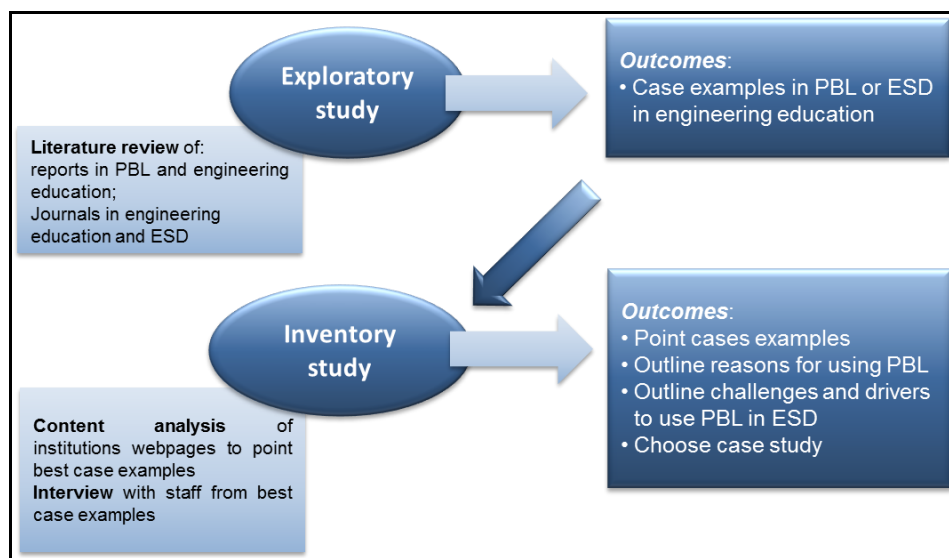 Exploratory
study
Literature review of:
reports in PBL and engineering
education;
Journals in engineering
education and ESD
Outcomes:
• Case examples in PBL or ESD
in engineering education
Inventory
study
Content analysis of
institutions webpages to point
best case examples
Interview with staff from best
case examples
Outcomes:
• Point cases examples
• Outline reasons for using PBL
• Outline challenges and drivers
to use PBL in ESD
• Choose case study